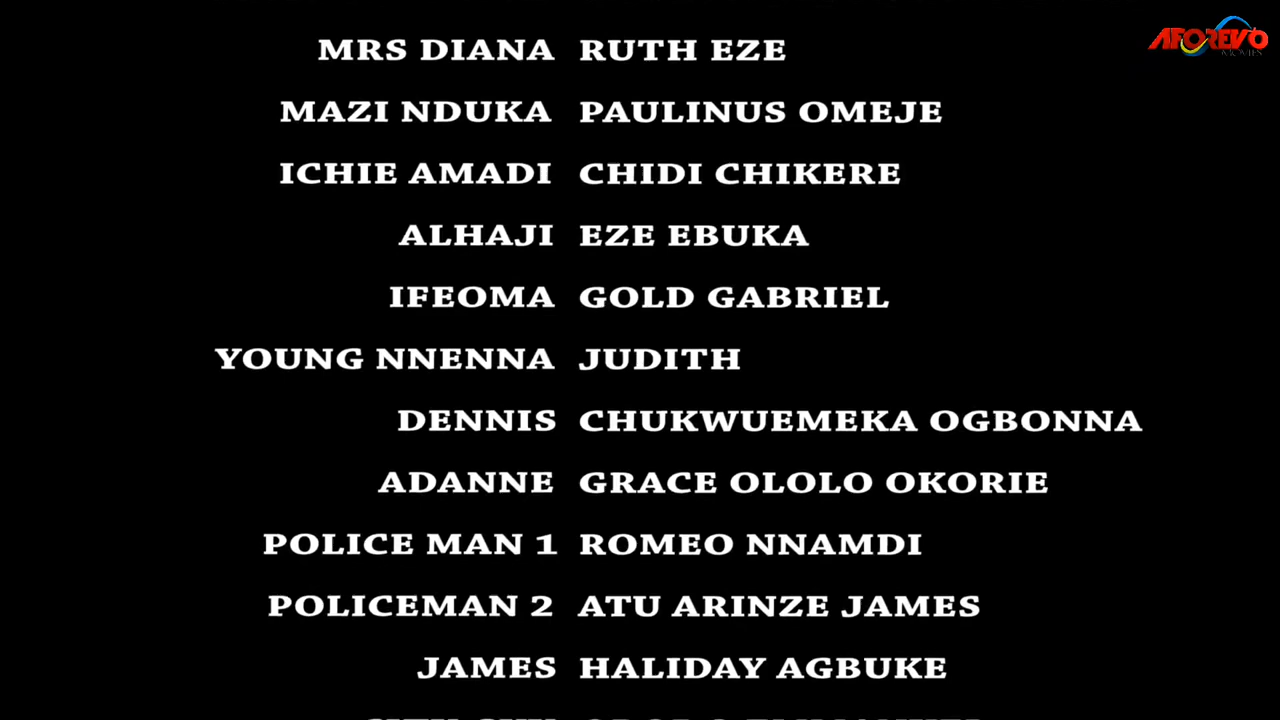 AFOREVO
MOVIES
MRS DIANA RUTH EZE
MAZI NDUKA PAULINUS OMEJE
ICHIE AMADI CHIDI CHIKERE
ALHAJI EZE EBUKA
IFEOMA GOLD GABRIEL
YOUNG NNENNA JUDITH
DENNIS CHUKWUEMEKA OGBONNA
ADANNE GRACE OLOLO OKORIE
POLICE MAN 1 ROMEO NNAMDI
POLICEMAN 2 ATU ARINZE JAMES
JAMES HALIDAY AGBUKE